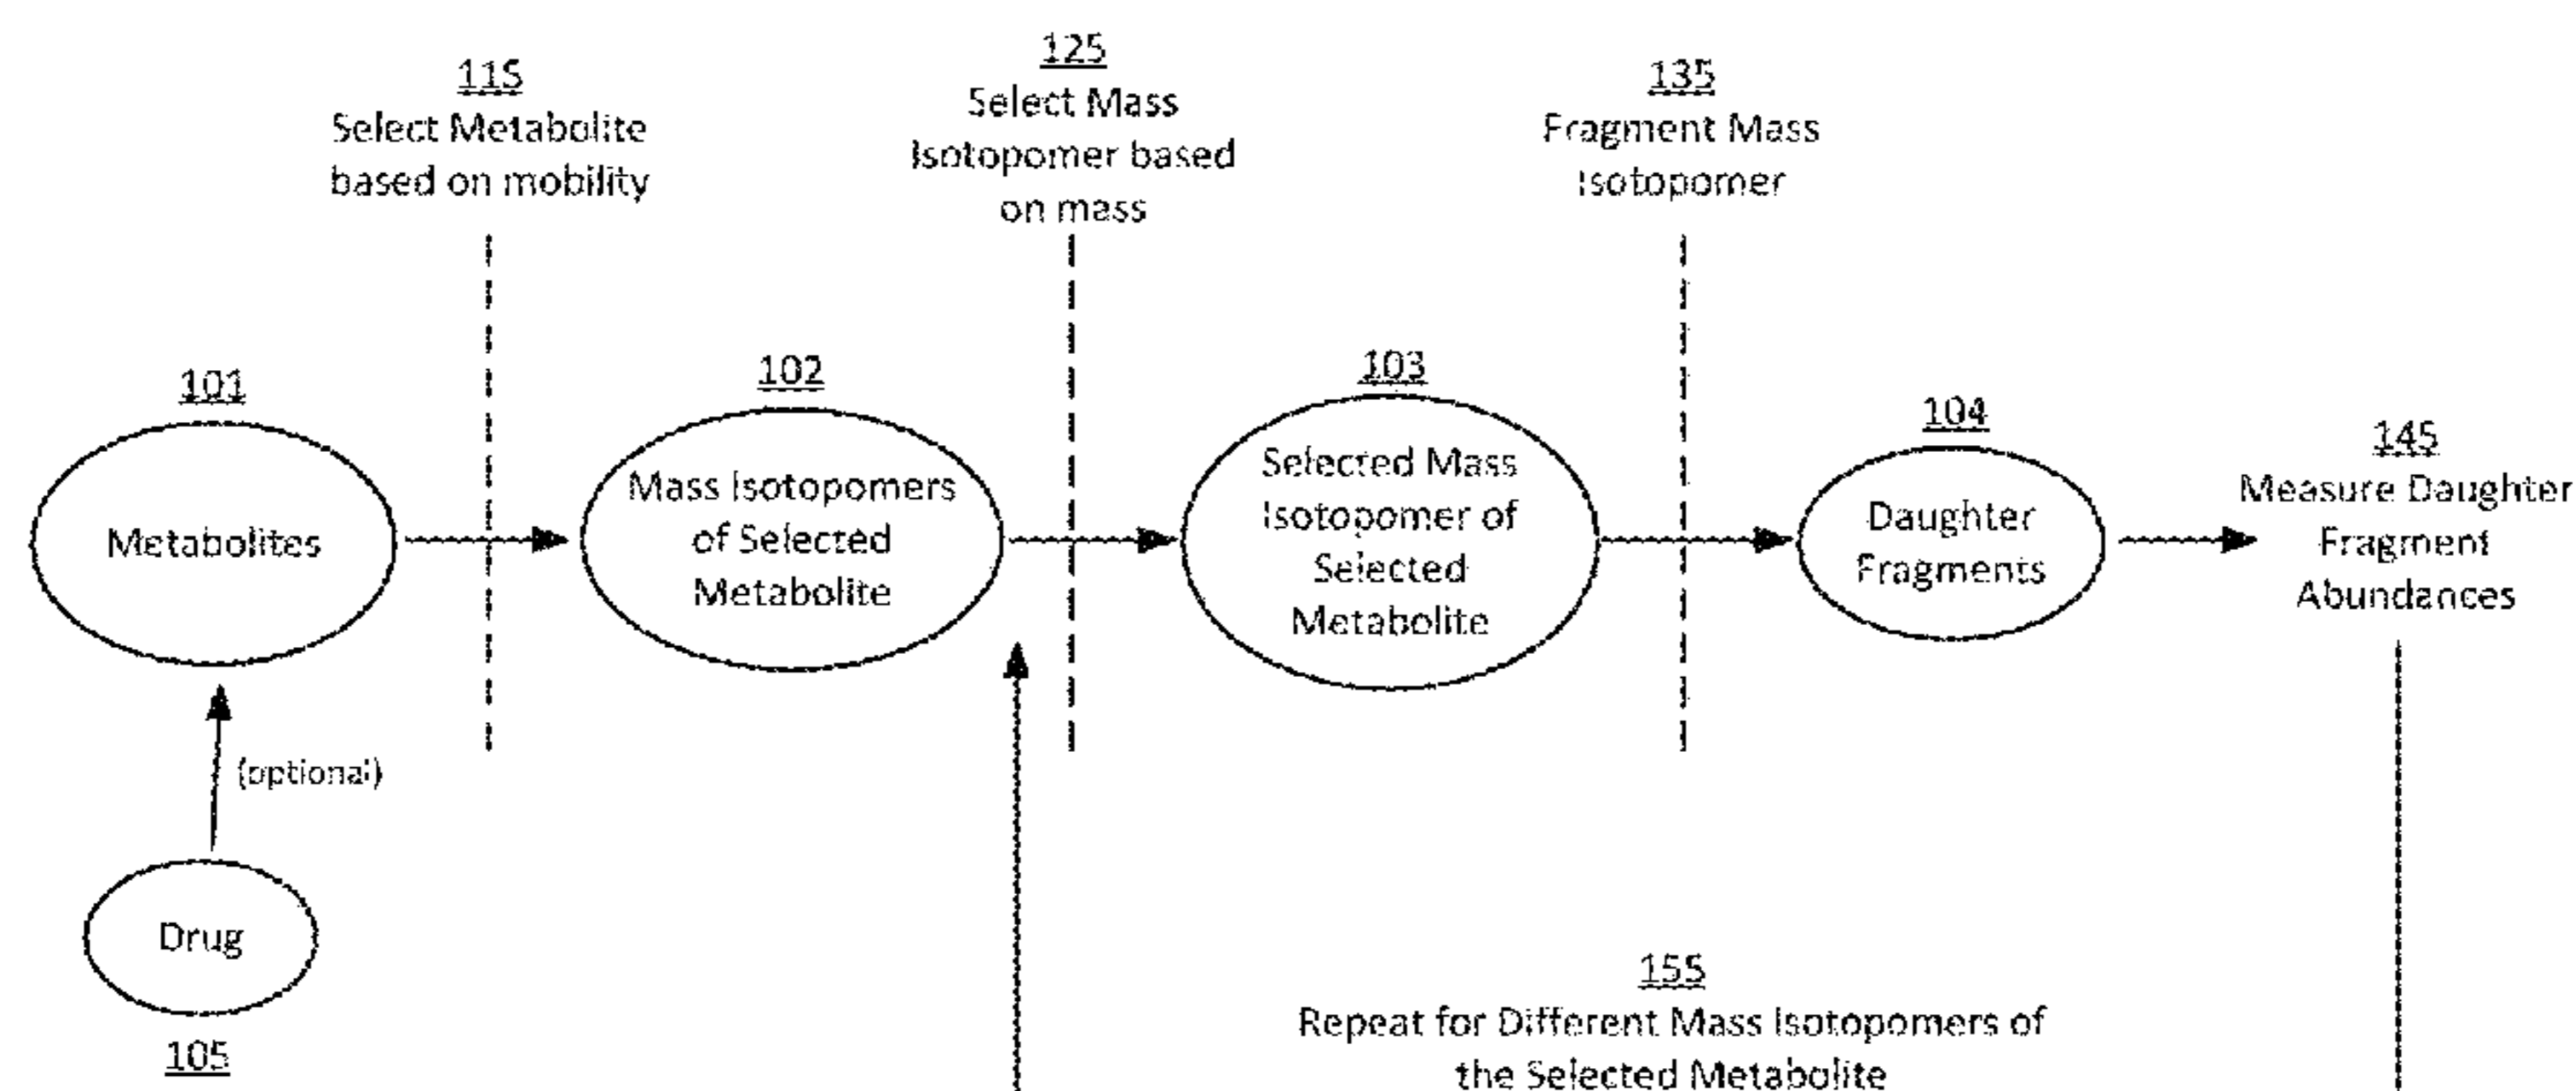 115
Select Metabolite
based on mobility
125
Select Mass
Isotopomer based
on mass
135
Fragment Mass
Isotopomer
101
Metabolites
102
Mass Isotopomers
of Selected
Metabolite
103
Selected Mass
Isotopomer of
Selected
Metabolite
104
Daughter
Fragments
145
Measure Daughter
Fragment
Abundances
(optional)
Drug
105
155
Repeat for Different Mass Isotopomers of
the Selected Metabolite